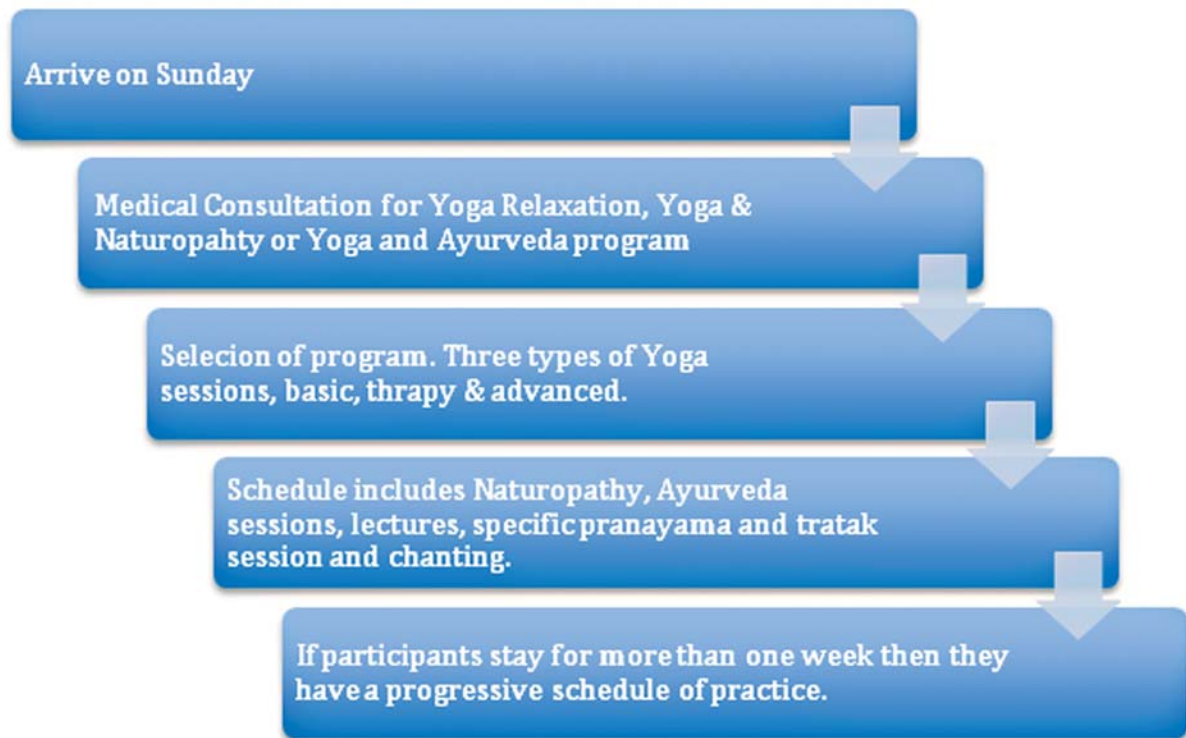 Arrive on Sunday
Medical Consultation for Yoga Relaxation, Yoga &
Naturopahty or Yoga and Ayurveda program
Selecion of program. Three types of Yoga
sessions, basic, thrapy & advanced.
Schedule includes Naturopathy, Ayurveda
sessions, lectures, specific pranayama and tratak
session and chanting.
If participants stay for more than one week then they
have a progressive schedule of practice.